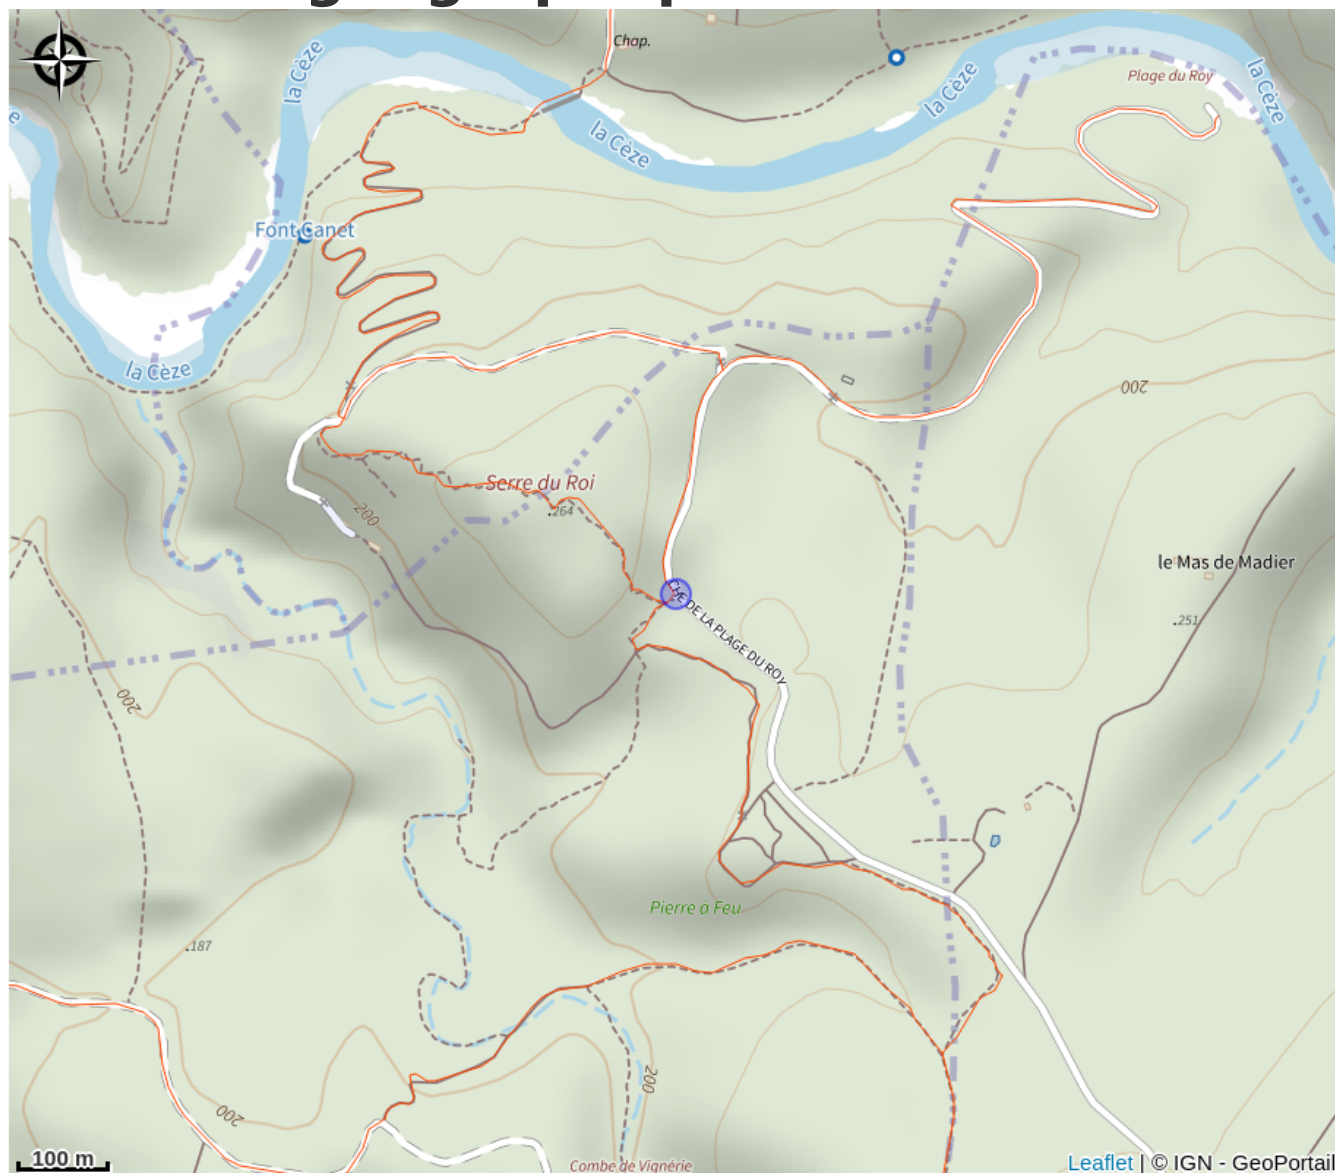 Chap.
Plage du Roy
la Cèze
la Cèze
la Cèze
la Cèze
Font Canet
la Cèze
200
Serre du Roi
.264
200
le Mas de Madier
CHE DE LA PLAGE DU ROY
.251
200
Pierre à Feu
.187
200
200
100 m
Combe de Vignérie
Leaflet | © IGN - GeoPortail